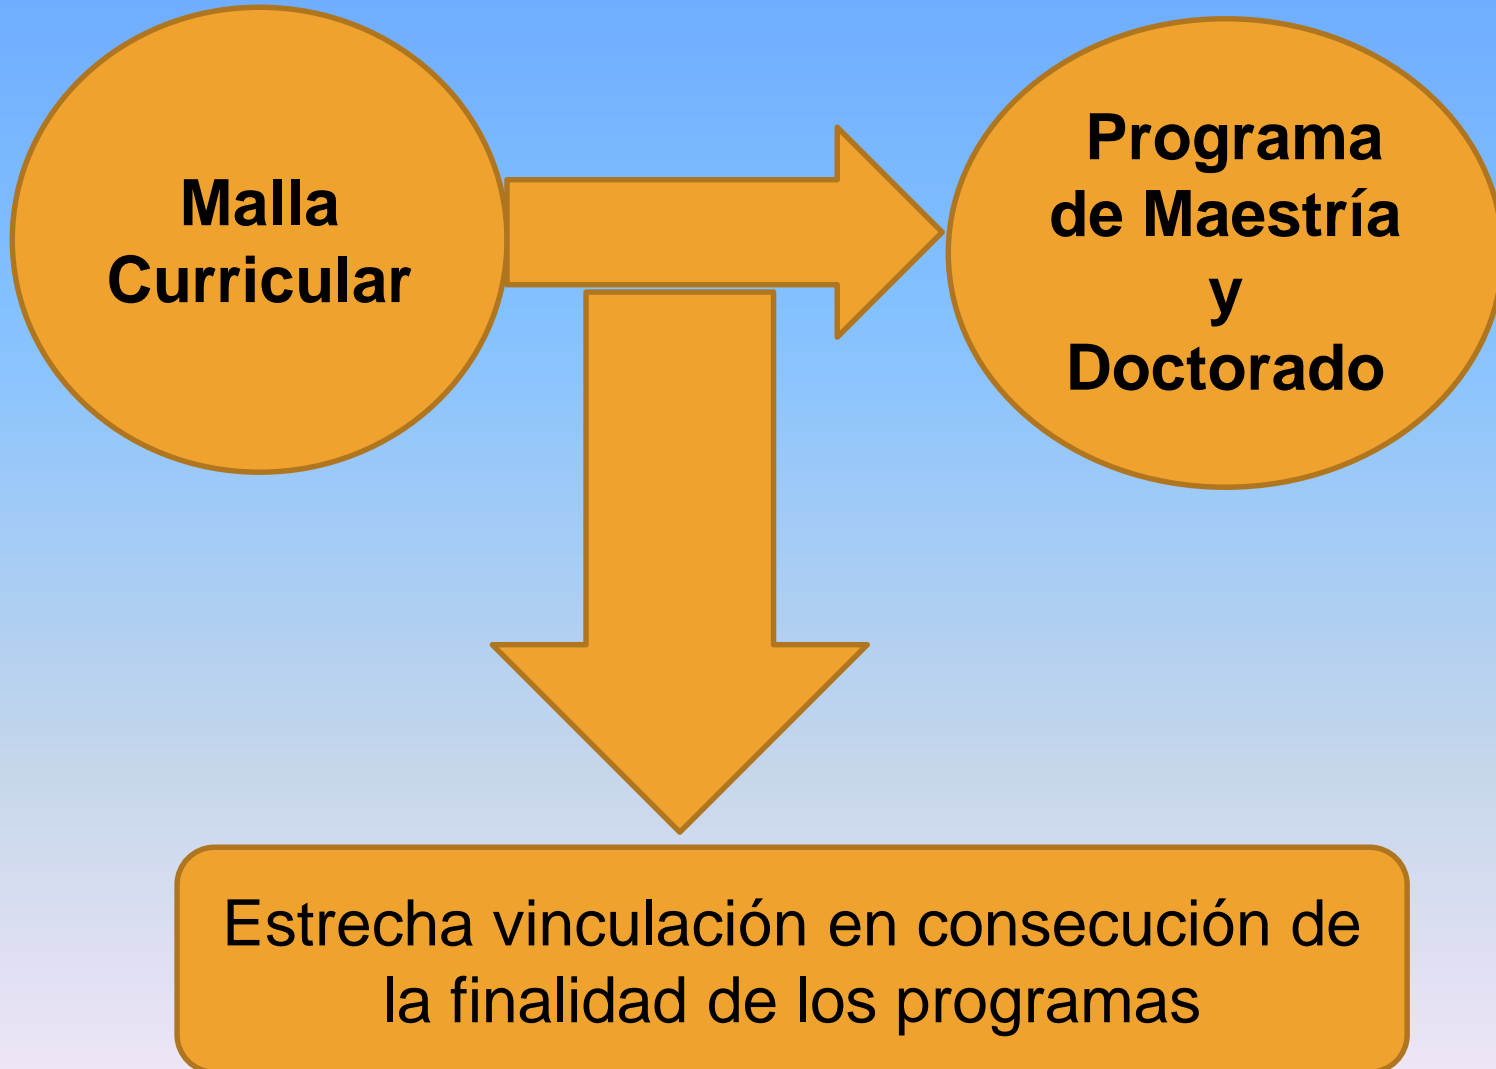 Malla
Curricular
Programa
de Maestría
y
Doctorado
Estrecha vinculación en consecución de
la finalidad de los programas